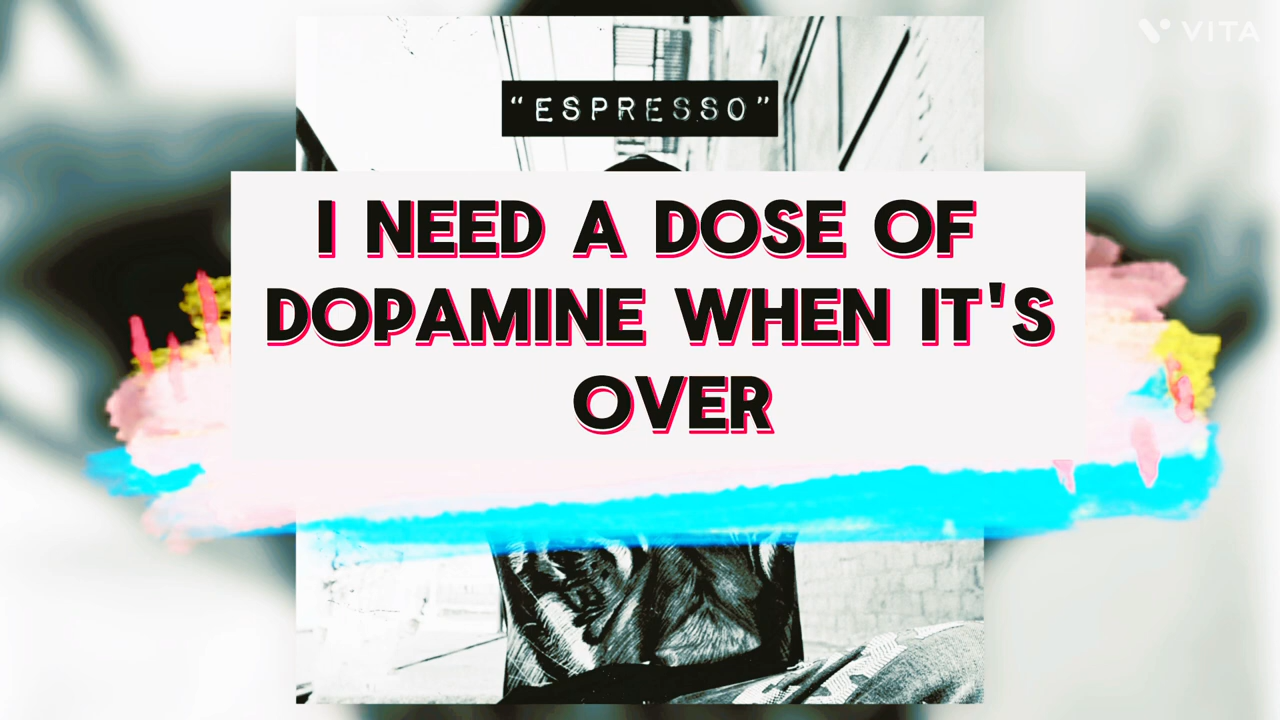 VITA
"ESPRESSO"
I NEED A DOSE OF
DOPAMINE WHEN IT'S
OVER